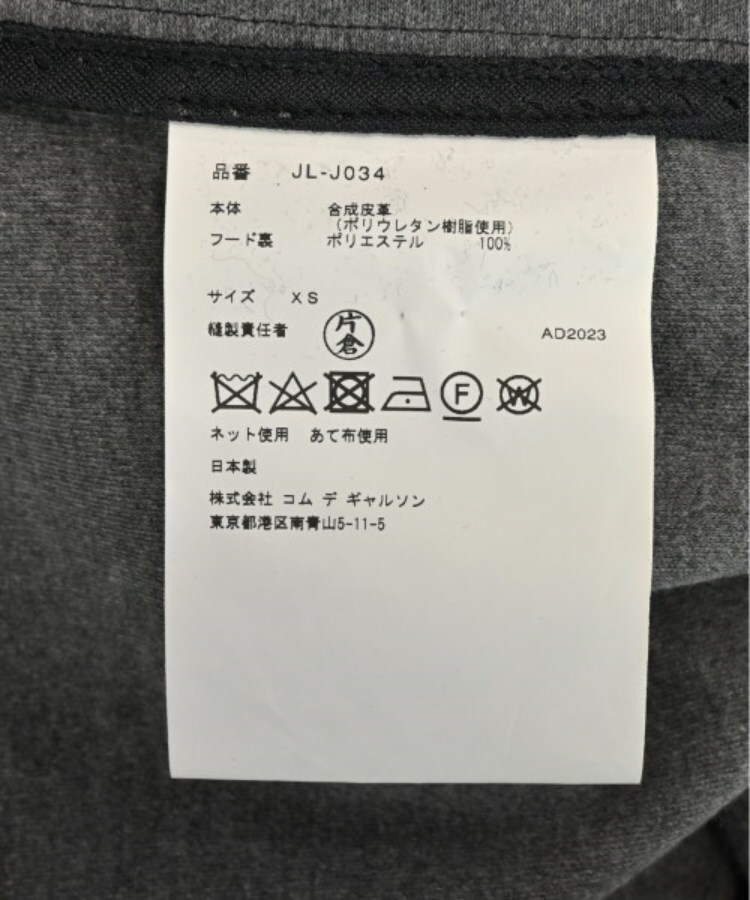 品番 JL-J034
本体 合成皮革
(ポリウレタン樹脂使用)
フード裏 ポリエステル 100%
サイズ XS
縫製責任者 片倉 AD2023
F W
ネット使用 あて布使用
日本製
株式会社 コム デ ギャルソン
東京都港区南青山5-11-5